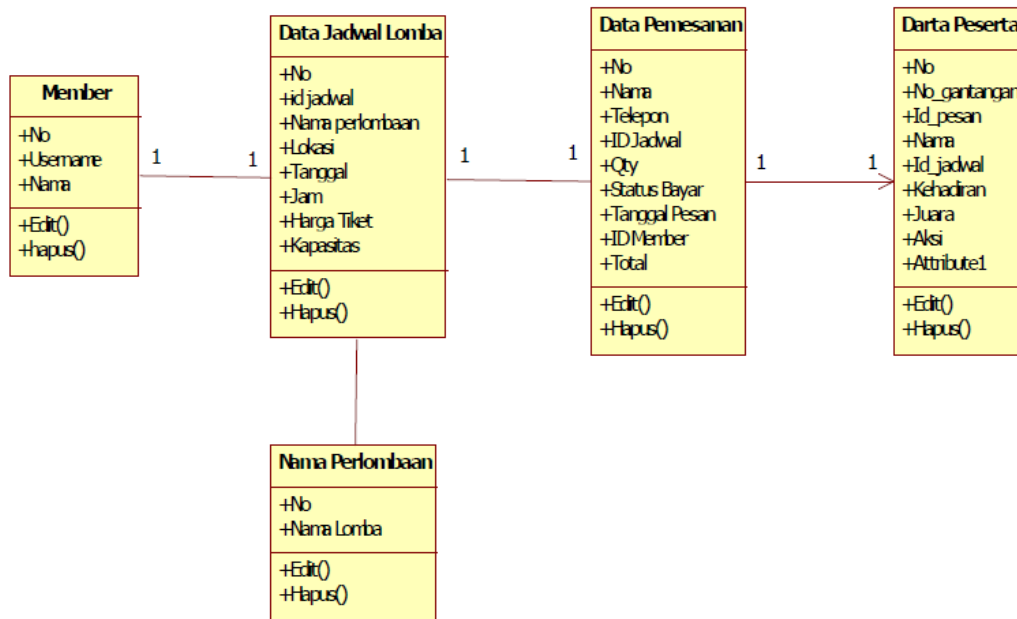 Member
+No
+Username
+Nama
+Edit()
+hapus()
1
1
Data Jadwal Lomba
+No
+id jadwal
+Nama perlombaan
+Lokasi
+Tanggal
+Jam
+Harga Tiket
+Kapasitas
+Edit()
+Hapus()
1
1
Data Pemesanan
+No
+Nama
+Telepon
+ID Jadwal
+Qty
+Status Bayar
+Tanggal Pesan
+ID Member
+Total
+Edit()
+Hapus()
1
1
Darta Peserta
+No
+No_gantangan
+Id_pesan
+Nama
+Id_jadwal
+Kehadiran
+Juara
+Aksi
+Attribute1
+Edit()
+Hapus()
Nama Perlombaan
+No
+Nama Lomba
+Edit()
+Hapus()